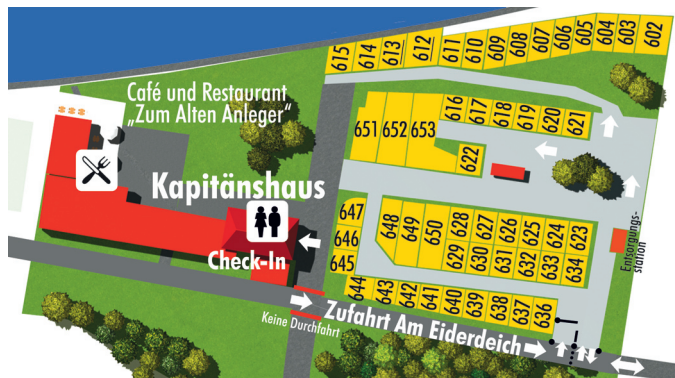 615 614 613 612 611 610 609 608 607 606 605 604 603 602
Café und Restaurant
„Zum Alten Anleger“
616 617 618 619 620 621
651 652 653
622
Kapitänshaus
Check-In
647
646
645
648 649 650 628 627 626 625 624 623
629 630 631 632 633 634
644 643 642 641 640 639 638 637 636
Entsorgungs-
station
Keine Durchfahrt
Zufahrt Am Eiderdeich